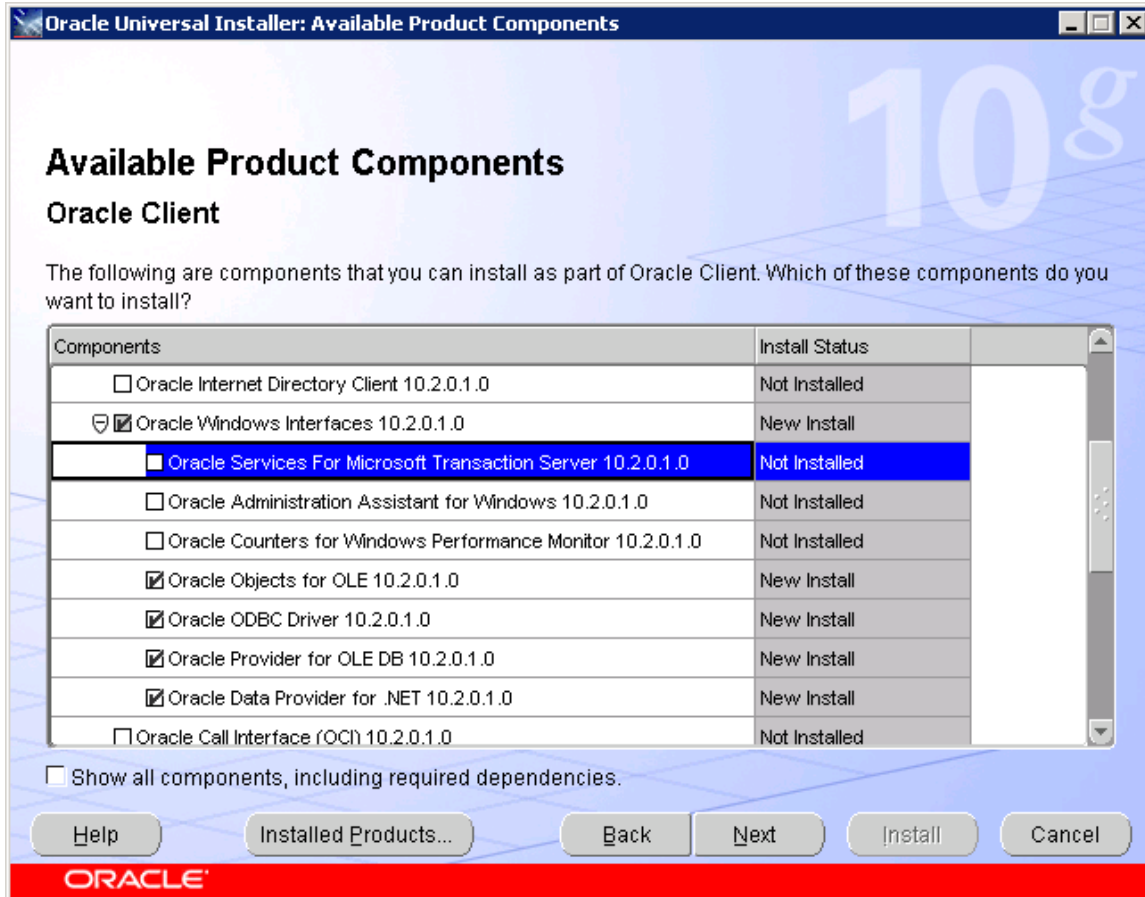 Oracle Universal Installer: Available Product Components
10g
Available Product Components
Oracle Client
The following are components that you can install as part of Oracle Client. Which of these components do you
want to install?
Components Install Status
Oracle Internet Directory Client 10.2.0.1.0 Not Installed
Oracle Windows Interfaces 10.2.0.1.0 New Install
Oracle Services For Microsoft Transaction Server 10.2.0.1.0 Not Installed
Oracle Administration Assistant for Windows 10.2.0.1.0 Not Installed
Oracle Counters for Windows Performance Monitor 10.2.0.1.0 Not Installed
Oracle Objects for OLE 10.2.0.1.0 New Install
Oracle ODBC Driver 10.2.0.1.0 New Install
Oracle Provider for OLE DB 10.2.0.1.0 New Install
Oracle Data Provider for .NET 10.2.0.1.0 New Install
Oracle Call Interface (OCI) 10.2.0.1.0 Not Installed
Show all components, including required dependencies.
Help Installed Products... Back Next Install Cancel
ORACLE